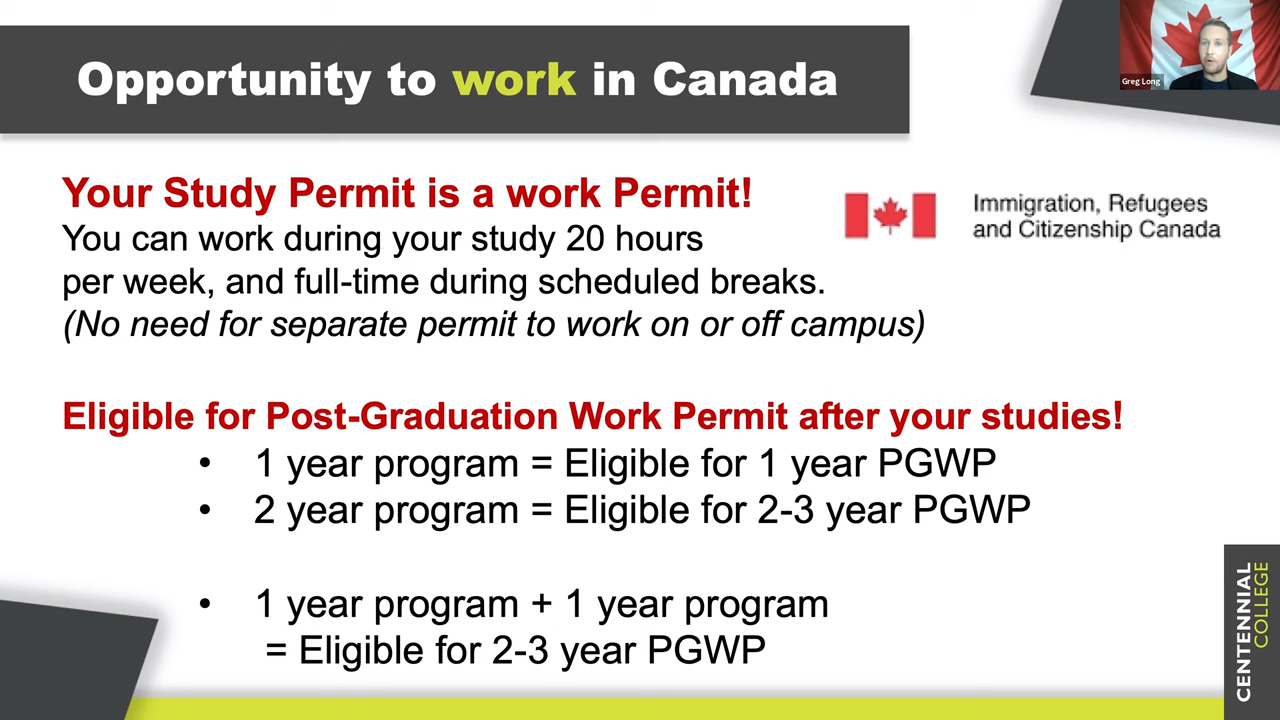 Opportunity to work in Canada
Greg Long
Your Study Permit is a work Permit!
You can work during your study 20 hours
per week, and full-time during scheduled breaks.
(No need for separate permit to work on or off campus)
Immigration, Refugees
and Citizenship Canada
Eligible for Post-Graduation Work Permit after your studies!
• 1 year program = Eligible for 1 year PGWP
• 2 year program = Eligible for 2-3 year PGWP
• 1 year program + 1 year program
= Eligible for 2-3 year PGWP
CENTENNIAL
COLLEGE